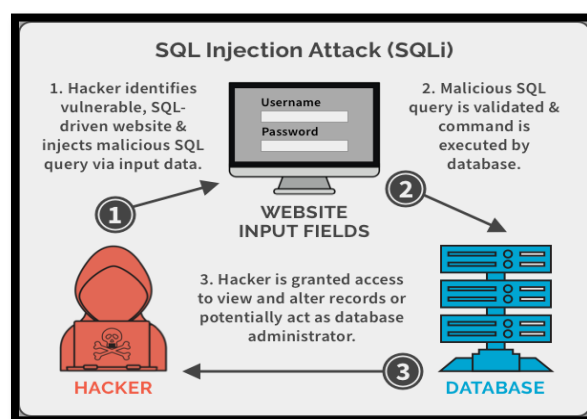 SQL Injection Attack (SQLi)
1. Hacker identifies
vulnerable, SQL-
driven website &
injects malicious SQL
query via input data.
Username
Password
2. Malicious SQL
query is validated &
command is
executed by
database.
1
2
WEBSITE
INPUT FIELDS
3. Hacker is granted access
to view and alter records or
potentially act as database
administrator.
3
HACKER
DATABASE